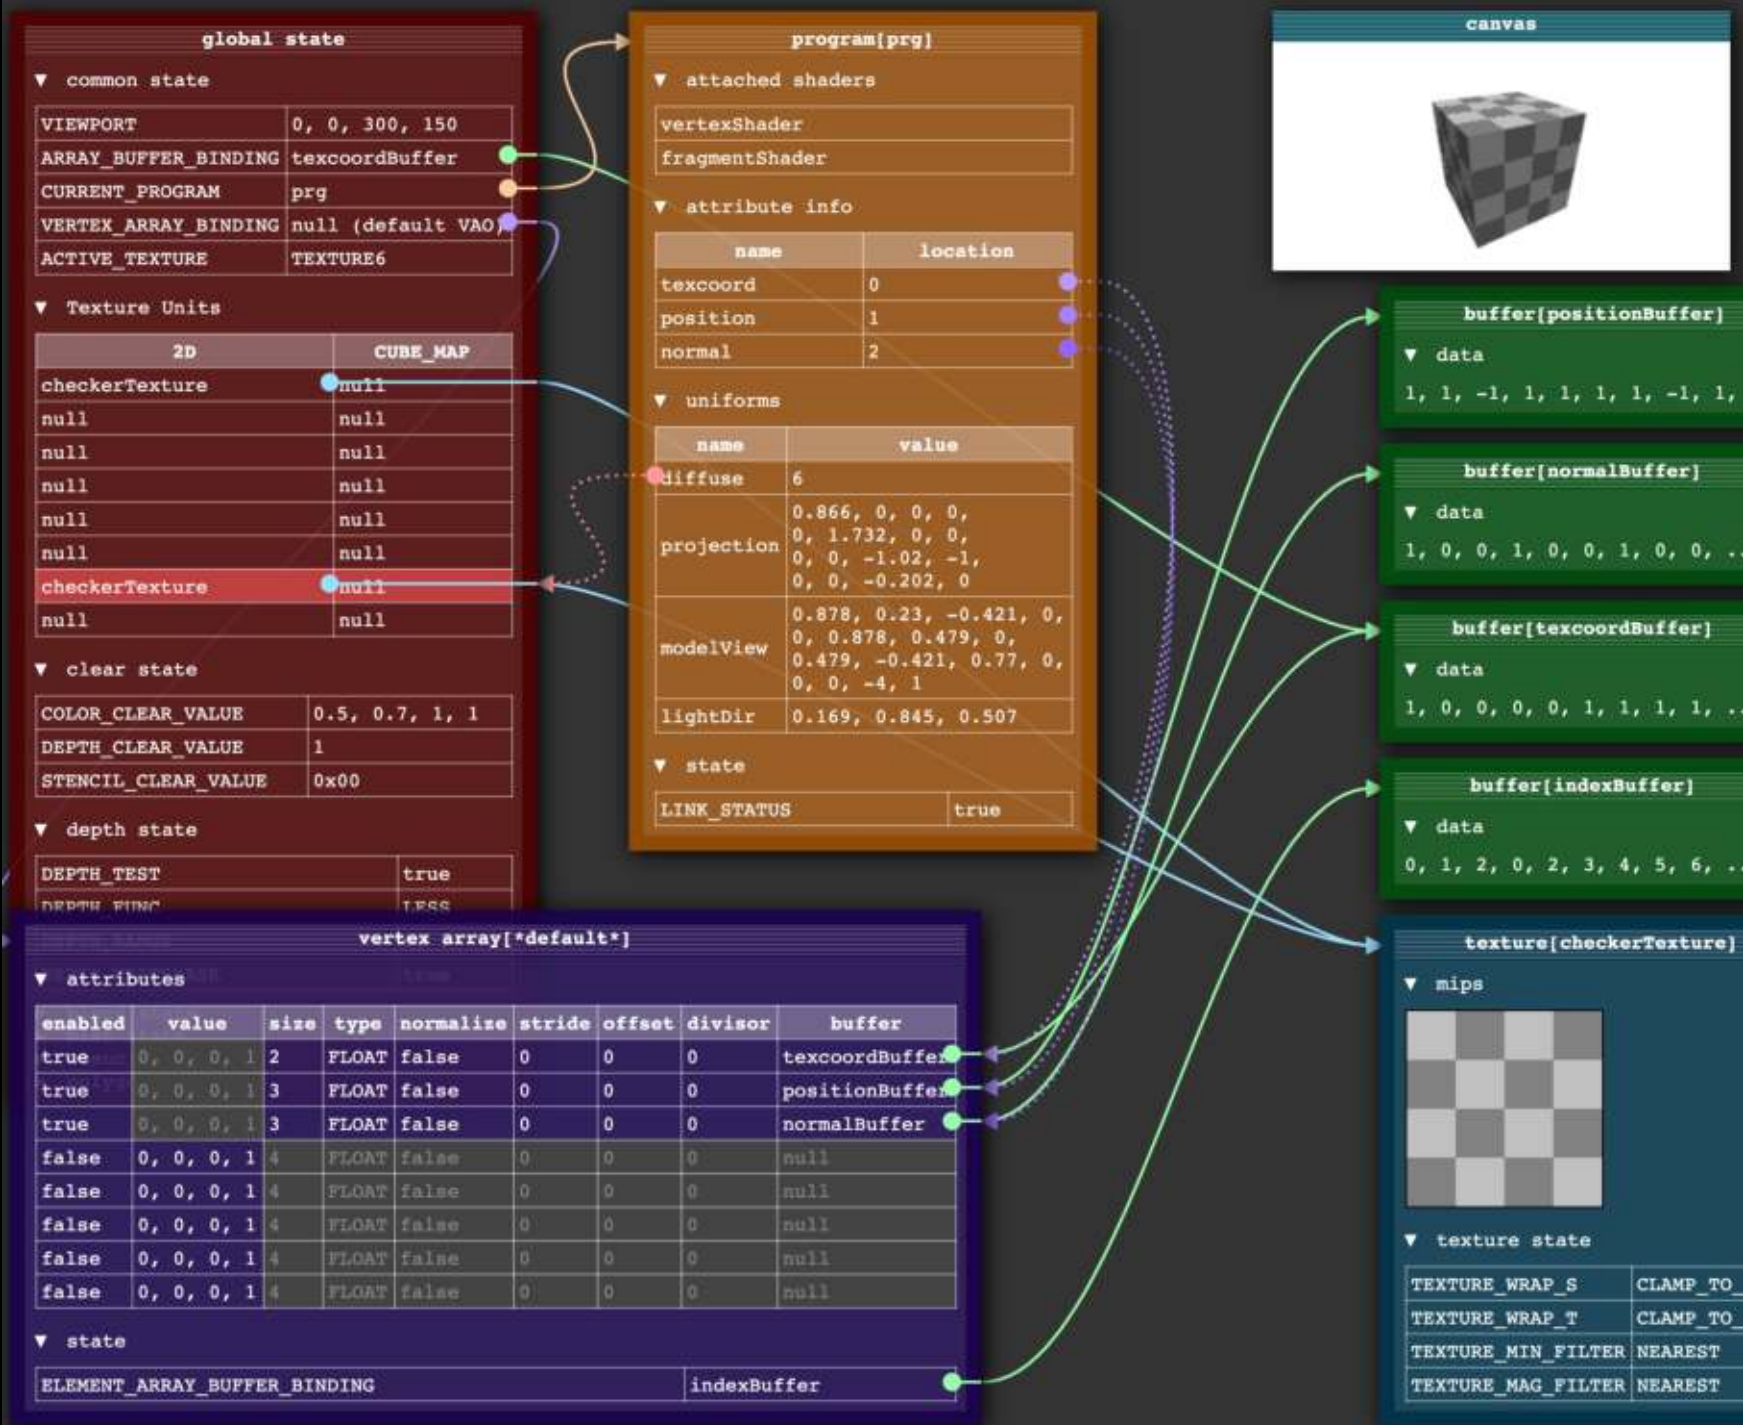 global state
▼ common state
VIEWPORT 0, 0, 300, 150
ARRAY_BUFFER_BINDING texcoordBuffer
CURRENT_PROGRAM prg
VERTEX_ARRAY_BINDING null (default VAO)
ACTIVE_TEXTURE TEXTURE6
▼ Texture Units
2D CUBE_MAP
checkerTexture null
null null
null null
null null
null null
null null
checkerTexture null
null null
▼ clear state
COLOR_CLEAR_VALUE 0.5, 0.7, 1, 1
DEPTH_CLEAR_VALUE 1
STENCIL_CLEAR_VALUE 0x00
▼ depth state
DEPTH_TEST true
DEPTH_FUNC LESS
program[prg]
▼ attached shaders
vertexShader
fragmentShader
▼ attribute info
name location
texcoord 0
position 1
normal 2
▼ uniforms
name value
diffuse 6
projection
0.866, 0, 0, 0,
0, 1.732, 0, 0,
0, 0, -1.02, -1,
0, 0, -0.202, 0
modelView
0.878, 0.23, -0.421, 0,
0, 0.878, 0.479, 0,
0.479, -0.421, 0.77, 0,
0, 0, -4, 1
lightDir 0.169, 0.845, 0.507
▼ state
LINK_STATUS true
canvas
buffer[positionBuffer]
▼ data
1, 1, -1, 1, 1, 1, 1, -1, 1,
buffer[normalBuffer]
▼ data
1, 0, 0, 1, 0, 0, 1, 0, 0, ..
buffer[texcoordBuffer]
▼ data
1, 0, 0, 0, 0, 1, 1, 1, 1, ..
buffer[indexBuffer]
▼ data
0, 1, 2, 0, 2, 3, 4, 5, 6, ..
vertex array[*default*]
▼ attributes
enabled value size type normalize stride offset divisor buffer
true 0, 0, 0, 1 2 FLOAT false 0 0 0 texcoordBuffer
true 0, 0, 0, 1 3 FLOAT false 0 0 0 positionBuffer
true 0, 0, 0, 1 3 FLOAT false 0 0 0 normalBuffer
false 0, 0, 0, 1 4 FLOAT false 0 0 0 null
false 0, 0, 0, 1 4 FLOAT false 0 0 0 null
false 0, 0, 0, 1 4 FLOAT false 0 0 0 null
false 0, 0, 0, 1 4 FLOAT false 0 0 0 null
false 0, 0, 0, 1 4 FLOAT false 0 0 0 null
▼ state
ELEMENT_ARRAY_BUFFER_BINDING indexBuffer
texture[checkerTexture]
▼ mips
▼ texture state
TEXTURE_WRAP_S CLAMP_TO_
TEXTURE_WRAP_T CLAMP_TO_
TEXTURE_MIN_FILTER NEAREST
TEXTURE_MAG_FILTER NEAREST